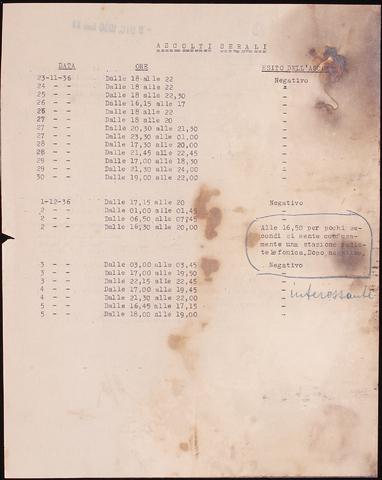 ASCOLTI SERALI
DATA ORE ESITO DELL'
23-11-36 Dalle 18 alle 22 Negativo
24 - - Dalle 18 alle 22 -
25 - - Dalle 18 alle 22,30 -
26 - - Dalle 16,15 alle 17 -
26 - - Dalle 18 alle 22 -
27 - - Dalle 18 alle 20 -
27 - - Dalle 20,30 alle 21,30 -
27 - - Dalle 23,30 alle 01,00 -
28 - - Dalle 17,30 alle 20,00 -
28 - - Dalle 21,45 alle 22,45 -
29 - - Dalle 17,00 alle 18,30 -
29 - - Dalle 21,30 alle 24,00 -
30 - - Dalle 19,00 alle 22,00 -
1-12-36 Dalle 17,15 alle 20 Negativo
2 - - Dalle 01,00 alle 01,45 -
2 - - Dalle 06,50 alle 07,45 -
2 - - Dalle 16,30 alle 20,00
Alle 16,50 per pochi se-
condi si sente confusa-
mente una stazione radio-
telefonica. Dopo negativo.
3 - - Dalle 03,00 alle 03,45 Negativo
3 - - Dalle 17,00 alle 19,50 -
3 - - Dalle 22,15 alle 22,45 -
4 - - Dalle 17,00 alle 19,45 -
4 - - Dalle 21,30 alle 22,00 -
5 - - Dalle 16,45 alle 17,15 -
5 - - Dalle 18,00 alle 19,00 -
interessante